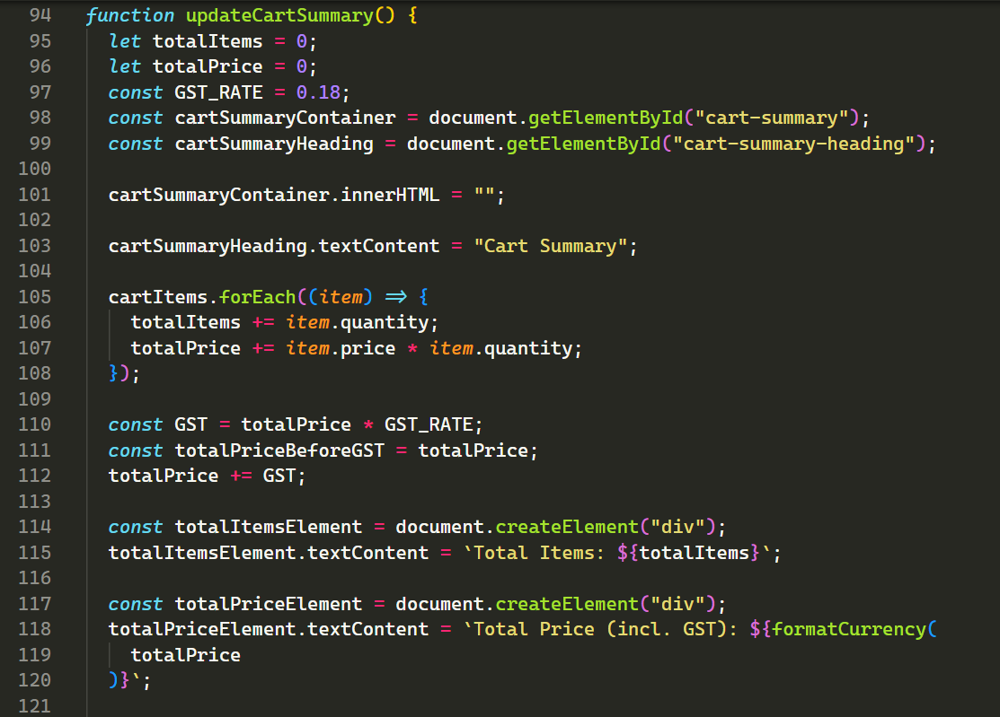 94 function updateCartSummary() {
95   let totalItems = 0;
96   let totalPrice = 0;
97   const GST_RATE = 0.18;
98   const cartSummaryContainer = document.getElementById("cart-summary");
99   const cartSummaryHeading = document.getElementById("cart-summary-heading");
100
101   cartSummaryContainer.innerHTML = "";
102
103   cartSummaryHeading.textContent = "Cart Summary";
104
105   cartItems.forEach((item) => {
106     totalItems += item.quantity;
107     totalPrice += item.price * item.quantity;
108   });
109
110   const GST = totalPrice * GST_RATE;
111   const totalPriceBeforeGST = totalPrice;
112   totalPrice += GST;
113
114   const totalItemsElement = document.createElement("div");
115   totalItemsElement.textContent = `Total Items: ${totalItems}`;
116
117   const totalPriceElement = document.createElement("div");
118   totalPriceElement.textContent = `Total Price (incl. GST): ${formatCurrency(
119     totalPrice
120   )}`;
121